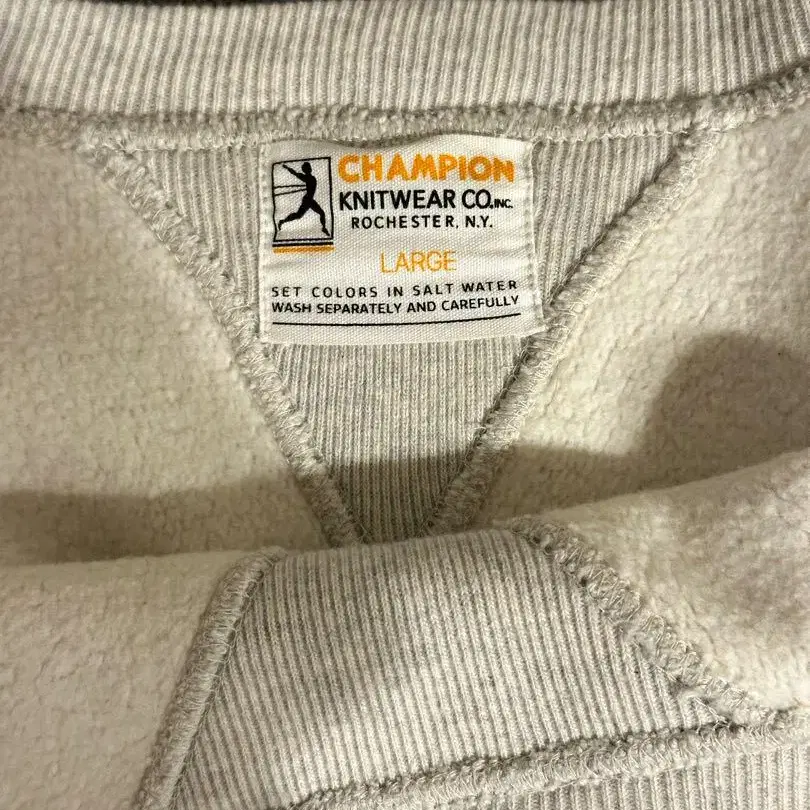 CHAMPION
KNITWEAR CO., INC.
ROCHESTER, N.Y.
LARGE
SET COLORS IN SALT WATER
WASH SEPARATELY AND CAREFULLY